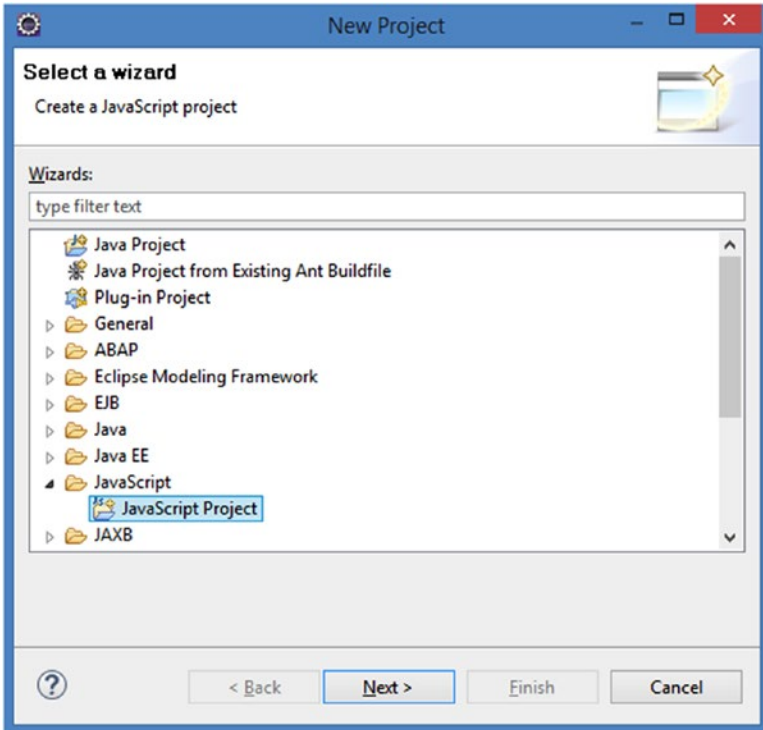 New Project
Select a wizard
Create a JavaScript project
Wizards:
type filter text
Java Project
Java Project from Existing Ant Buildfile
Plug-in Project
General
ABAP
Eclipse Modeling Framework
EJB
Java
Java EE
JavaScript
JavaScript Project
JAXB
< Back Next > Finish Cancel